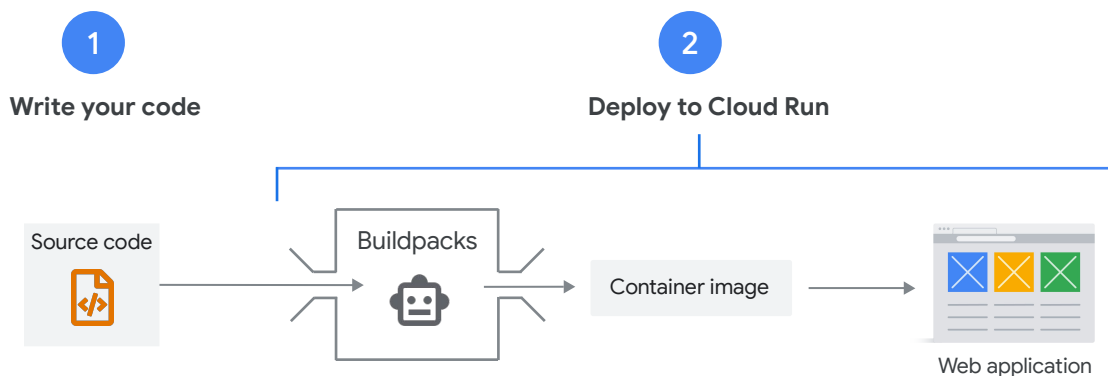 1
2
Write your code
Deploy to Cloud Run
Source code
</>
Buildpacks
Container image
Web application